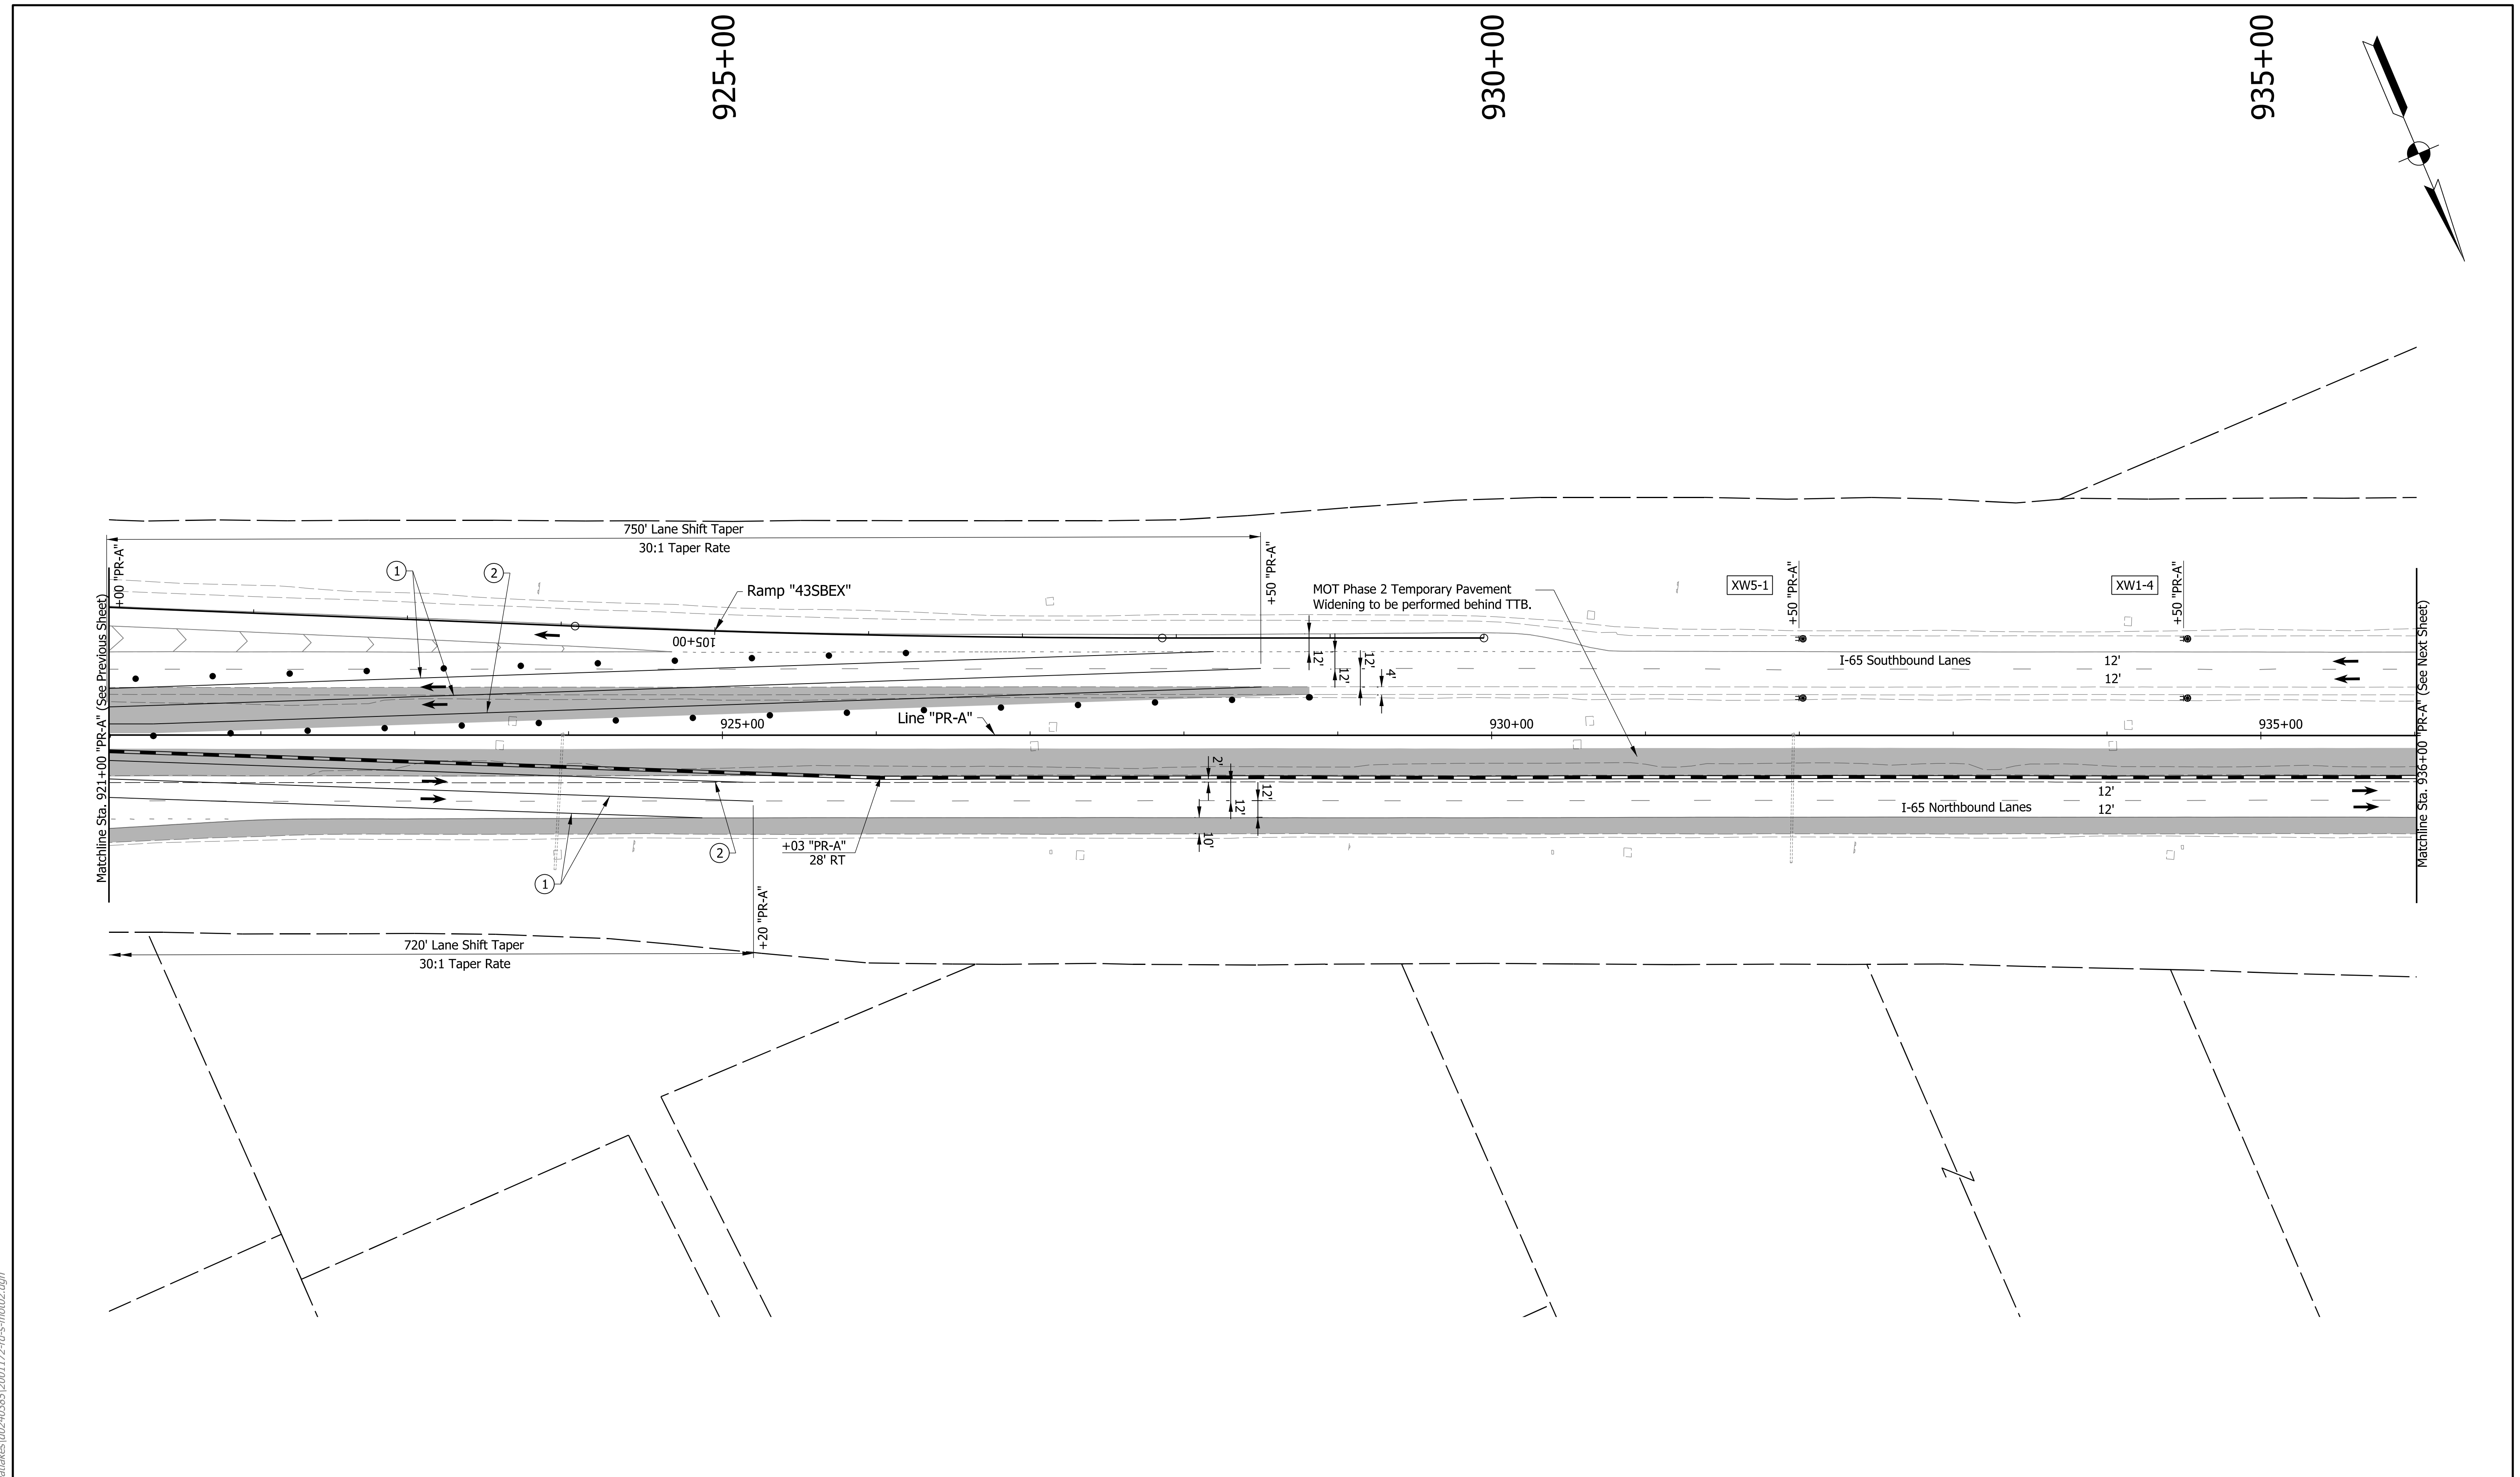 925+00
930+00
935+00
750' Lane Shift Taper
30:1 Taper Rate
+00 "PR-A"
+50 "PR-A"
1
2
Ramp "43SBEX"
MOT Phase 2 Temporary Pavement
Widening to be performed behind TTB.
XW5-1
+50 "PR-A"
XW1-4
+50 "PR-A"
Matchline Sta. 921+00 "PR-A" (See Previous Sheet)
Matchline Sta. 936+00 "PR-A" (See Next Sheet)
105+00
12'
12'
12'
4'
I-65 Southbound Lanes
12'
12'
925+00
Line "PR-A"
930+00
935+00
2'
12'
12'
10'
I-65 Northbound Lanes
12'
12'
2
+03 "PR-A"
28' RT
1
+20 "PR-A"
720' Lane Shift Taper
30:1 Taper Rate